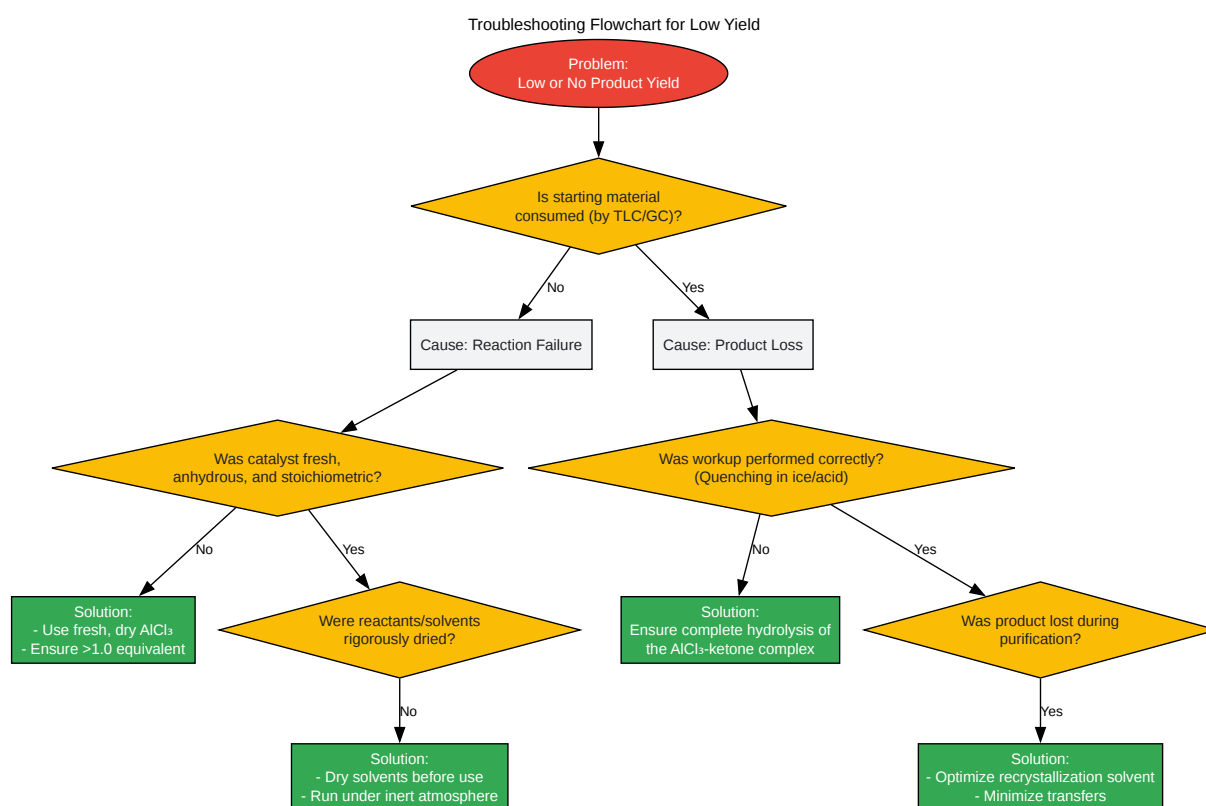 Troubleshooting Flowchart for Low Yield
Problem:
Low or No Product Yield
Is starting material
consumed (by TLC/GC)?
No
Yes
Cause: Reaction Failure
Cause: Product Loss
Was catalyst fresh,
anhydrous, and stoichiometric?
Was workup performed correctly?
(Quenching in ice/acid)
No
Yes
No
Yes
Solution:
- Use fresh, dry AlCl₃
- Ensure >1.0 equivalent
Were reactants/solvents
rigorously dried?
Solution:
Ensure complete hydrolysis of
the AlCl₃-ketone complex
Was product lost during
purification?
No
Yes
Solution:
- Dry solvents before use
- Run under inert atmosphere
Solution:
- Optimize recrystallization solvent
- Minimize transfers